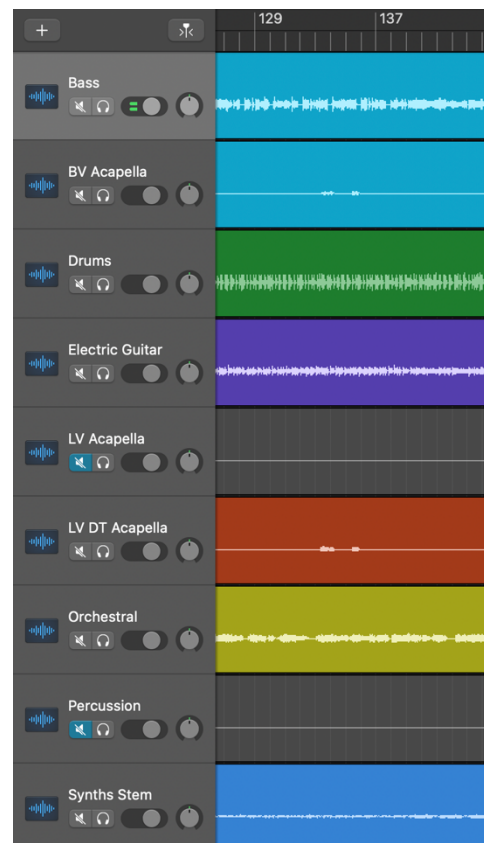 129 137
Bass
BV Acapella
Drums
Electric Guitar
LV Acapella
LV DT Acapella
Orchestral
Percussion
Synths Stem